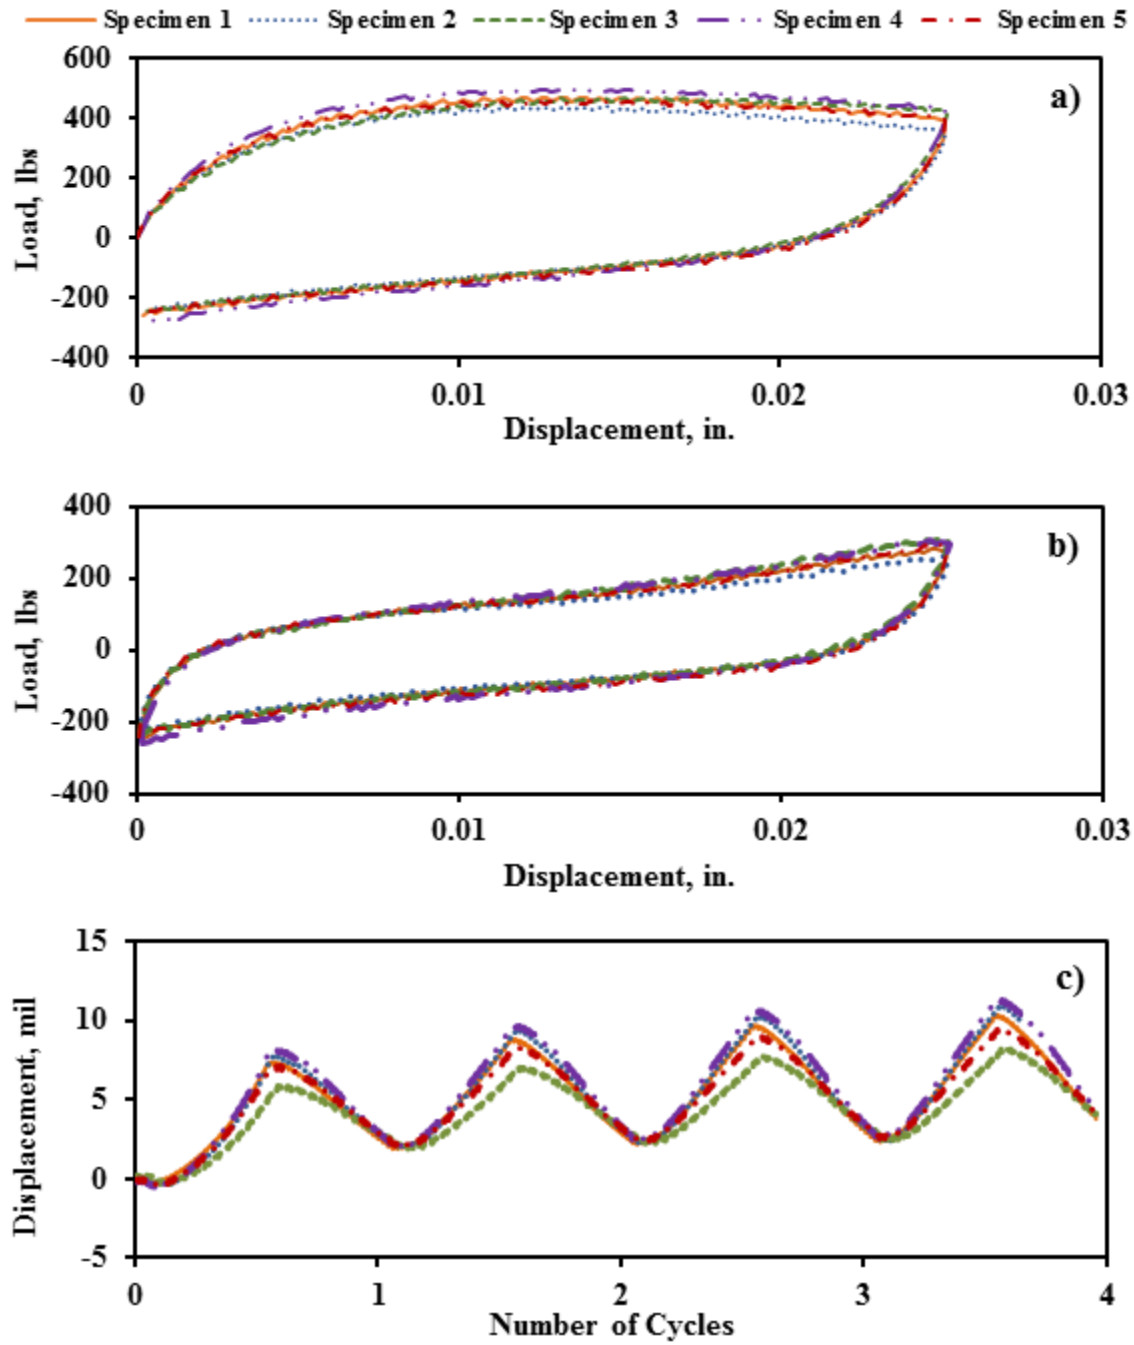 Specimen 1 Specimen 2 Specimen 3 Specimen 4 Specimen 5
600
400
200
0
-200
-400
Load, lbs
a)
0 0.01 0.02 0.03
Displacement, in.
400
200
0
-200
-400
Load, lbs
b)
0 0.01 0.02 0.03
Displacement, in.
15
10
5
0
-5
Displacement, mil
c)
0 1 2 3 4
Number of Cycles